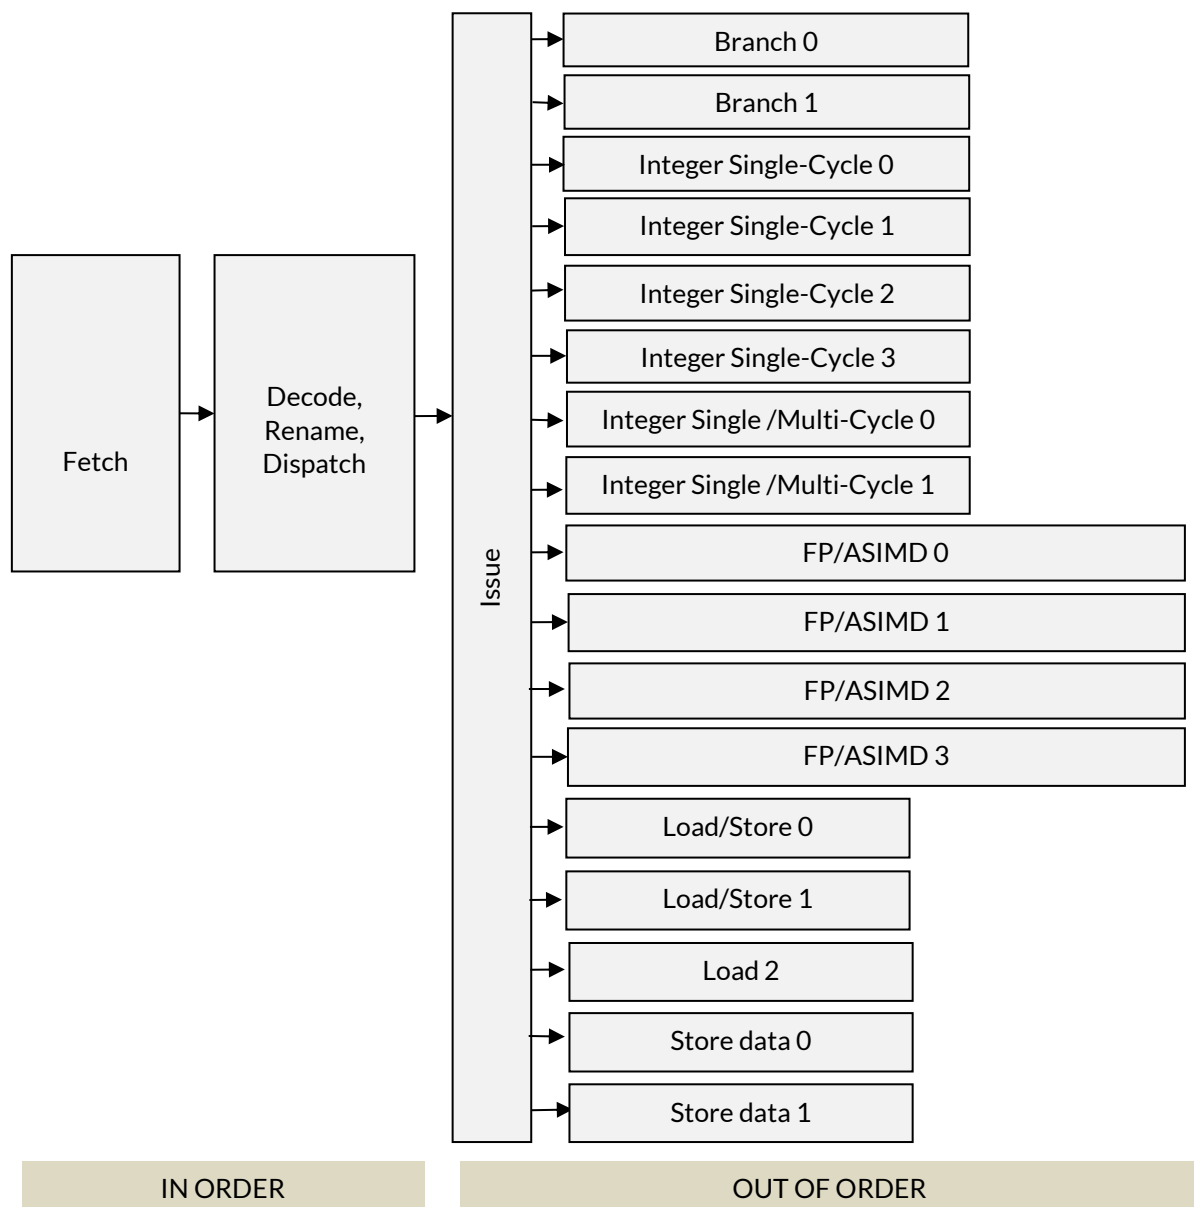 Fetch
Decode,
Rename,
Dispatch
Issue
Branch 0
Branch 1
Integer Single-Cycle 0
Integer Single-Cycle 1
Integer Single-Cycle 2
Integer Single-Cycle 3
Integer Single /Multi-Cycle 0
Integer Single /Multi-Cycle 1
FP/ASIMD 0
FP/ASIMD 1
FP/ASIMD 2
FP/ASIMD 3
Load/Store 0
Load/Store 1
Load 2
Store data 0
Store data 1
IN ORDER
OUT OF ORDER